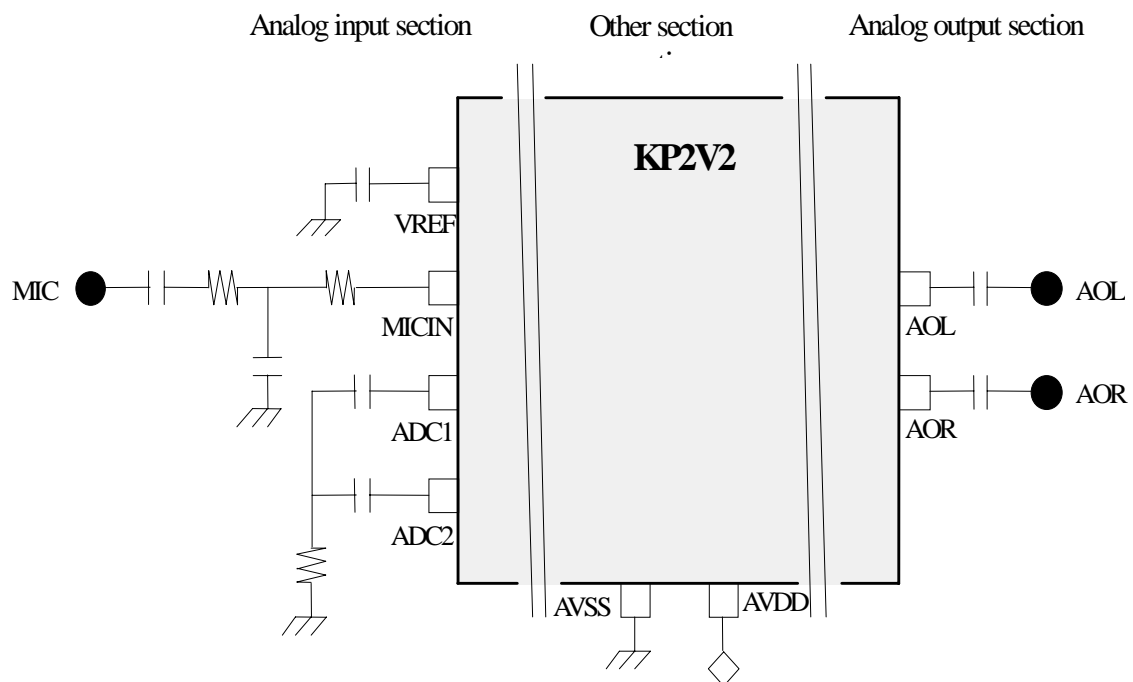 Analog input section
Other section
Analog output section
KP2V2
VREF
MIC
MICIN
AOL
AOL
ADC1
AOR
AOR
ADC2
AVSS
AVDD